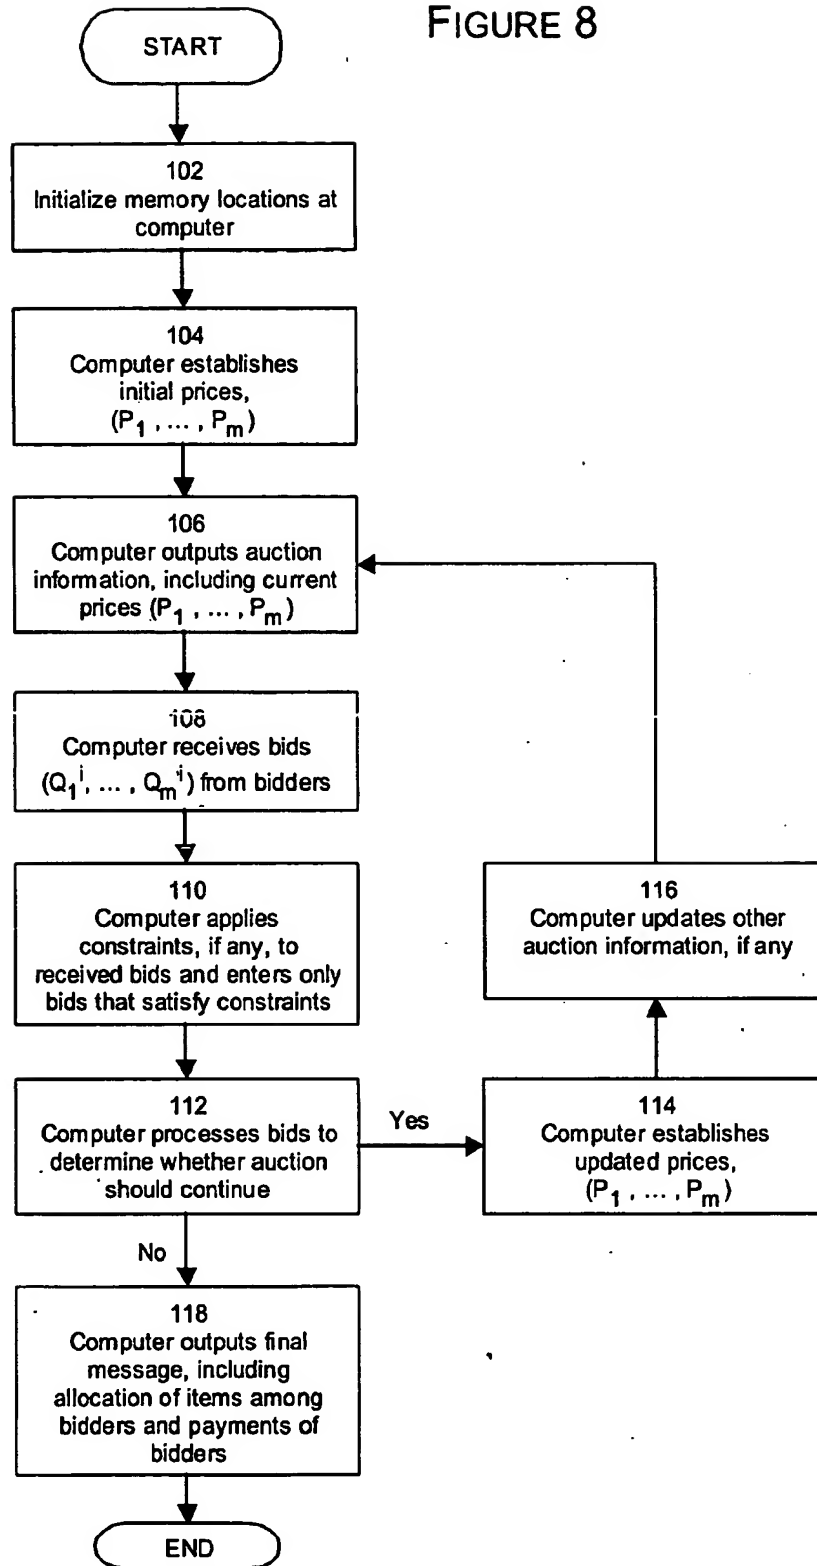 FIGURE 8
START
102
Initialize memory locations at
computer
104
Computer establishes
initial prices,
(P1 , ... , Pm )
106
Computer outputs auction
information, including current
prices (P1 , ... , Pm )
108
Computer receives bids
(Q1i, ... , Qmi) from bidders
110
Computer applies
constraints, if any, to
received bids and enters only
bids that satisfy constraints
112
Computer processes bids to
determine whether auction
should continue
Yes
114
Computer establishes
updated prices,
(P1 , ... , Pm )
116
Computer updates other
auction information, if any
No
118
Computer outputs final
message, including
allocation of items among
bidders and payments of
bidders
END